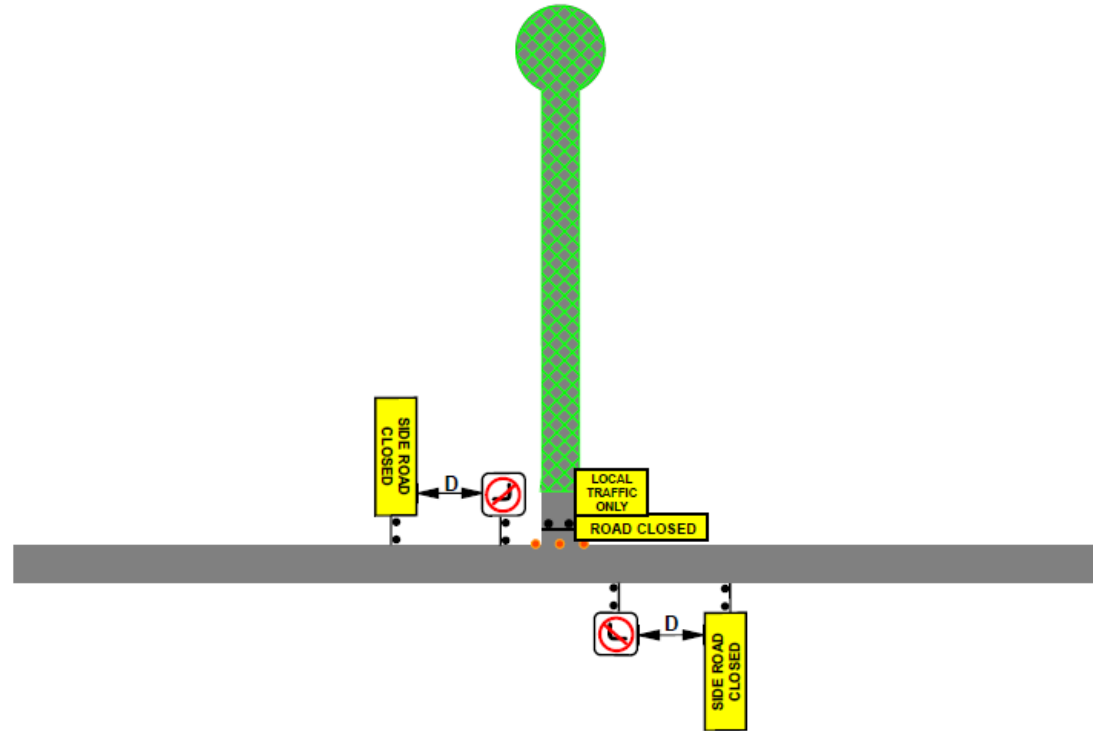 SIDE ROAD
CLOSED
D
LOCAL
TRAFFIC
ONLY
ROAD CLOSED
D
SIDE ROAD
CLOSED